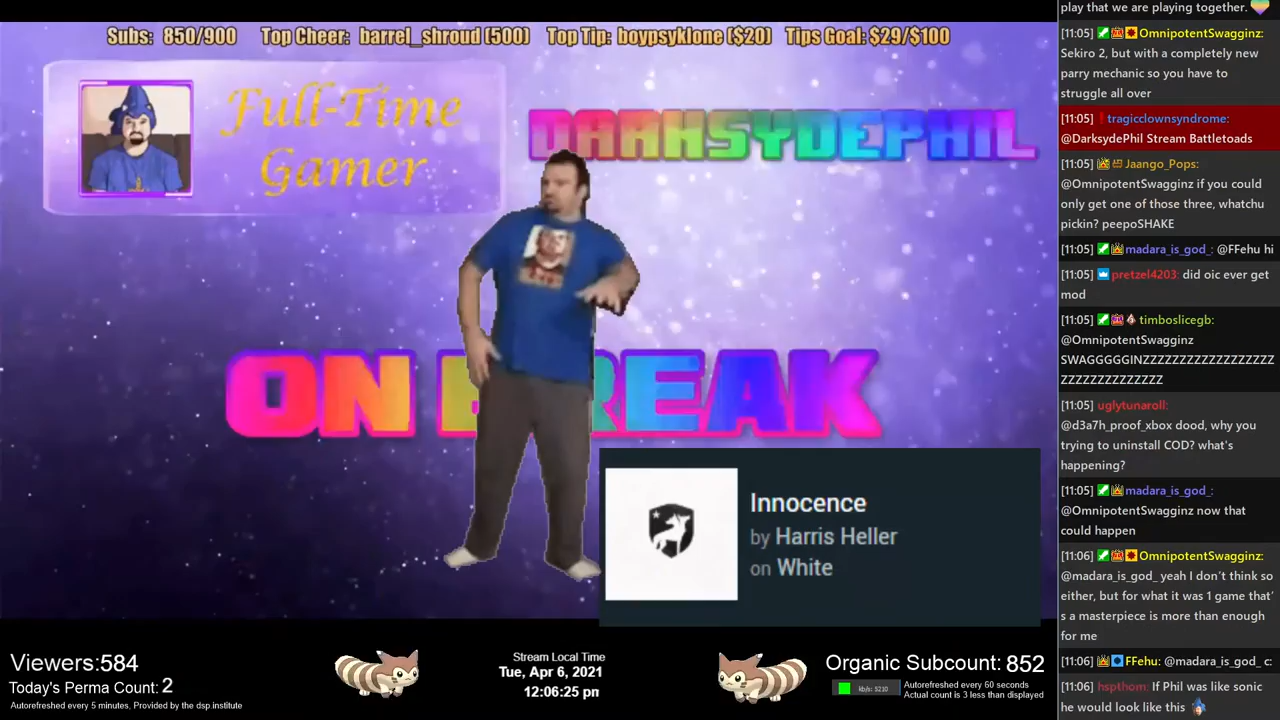 Subs: 850/900 Top Cheer: barrel_shroud (500) Top Tip: boypsyklone ($20) Tips Goal: $29/$100
Full-Time
Gamer
DARKSYDEPHIL
ON BREAK
Innocence
by Harris Heller
on White
Viewers:584
Today's Perma Count: 2
Autorefreshed every 5 minutes, Provided by the dsp.institute
Stream Local Time
Tue, Apr 6, 2021
12:06:25 pm
Organic Subcount: 852
kb/s: 5210
Autorefreshed every 60 seconds
Actual count is 3 less than displayed
play that we are playing together.
[11:05] OmnipotentSwagginz:
Sekiro 2, but with a completely new
parry mechanic so you have to
struggle all over
[11:05] tragicclownsyndrome:
@DarksydePhil Stream Battletoads
[11:05] Jaango_Pops:
@OmnipotentSwagginz if you could
only get one of those three, whatchu
pickin? peepoSHAKE
[11:05] madara_is_god_: @FFehu hi
[11:05] pretzel4203: did oic ever get
mod
[11:05] timboslicegb:
@OmnipotentSwagginz
SWAGGGGGINZZZZZZZZZZZZZZZZZZ
ZZZZZZZZZZZZZZ
[11:05] uglytunaroll:
@d3a7h_proof_xbox dood, why you
trying to uninstall COD? what's
happening?
[11:05] madara_is_god_:
@OmnipotentSwagginz now that
could happen
[11:06] OmnipotentSwagginz:
@madara_is_god_ yeah I don't think so
either, but for what it was 1 game that'
s a masterpiece is more than enough
for me
[11:06] FFehu: @madara_is_god_ c:
[11:06] hspthom: If Phil was like sonic
he would look like this